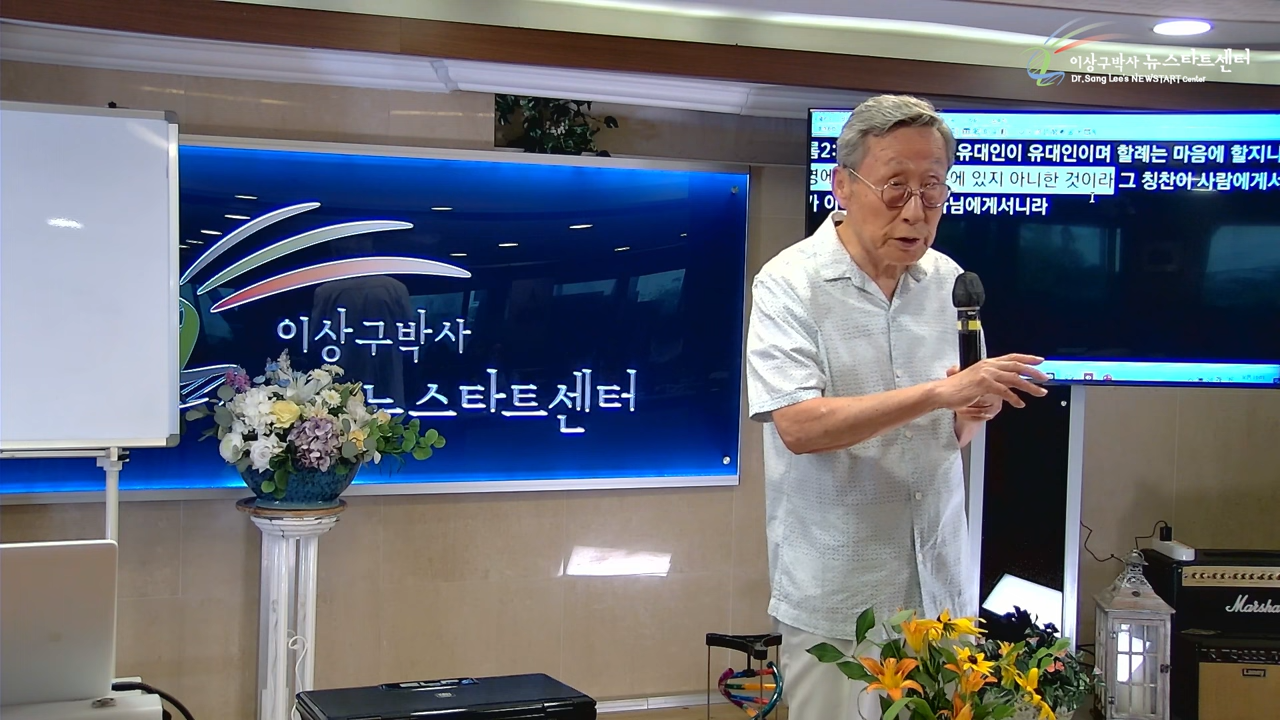 이상구박사 뉴스타트센터
Dr.Sang Lee's NEWSTART Center
유대인이 유대인이며 할례는 마음에 할지니
에 있지 아니한 것이라 그 칭찬이 사람에게서
님에게서니라
이상구박사
뉴스타트센터
Marsha
Laney